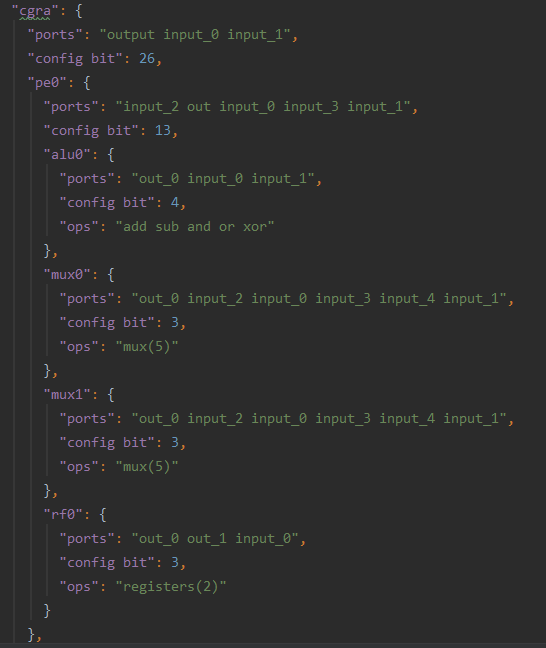 "cgra": {
"ports": "output input_0 input_1",
"config bit": 26,
"pe0": {
"ports": "input_2 out input_0 input_3 input_1",
"config bit": 13,
"alu0": {
"ports": "out_0 input_0 input_1",
"config bit": 4,
"ops": "add sub and or xor"
},
"mux0": {
"ports": "out_0 input_2 input_0 input_3 input_4 input_1",
"config bit": 3,
"ops": "mux(5)"
},
"mux1": {
"ports": "out_0 input_2 input_0 input_3 input_4 input_1",
"config bit": 3,
"ops": "mux(5)"
},
"rf0": {
"ports": "out_0 out_1 input_0",
"config bit": 3,
"ops": "registers(2)"
}
},